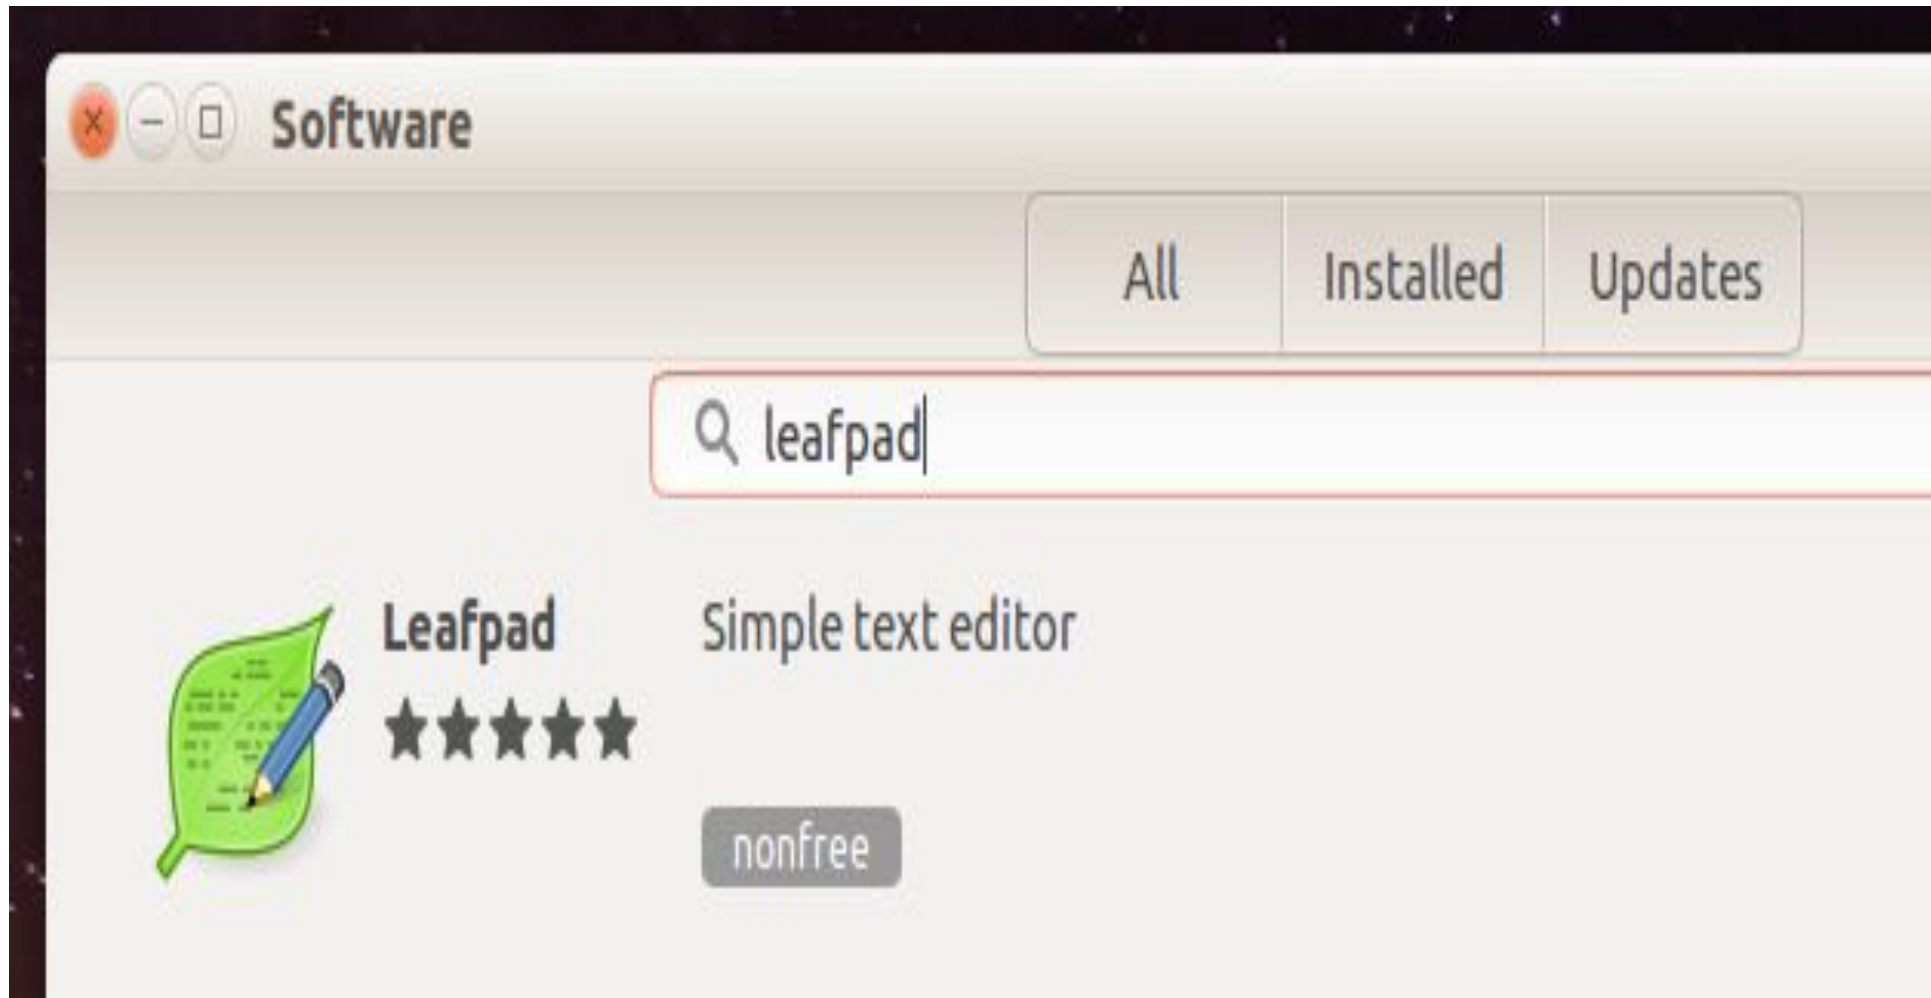 Software
All Installed Updates
leafpad
Leafpad Simple text editor
nonfree